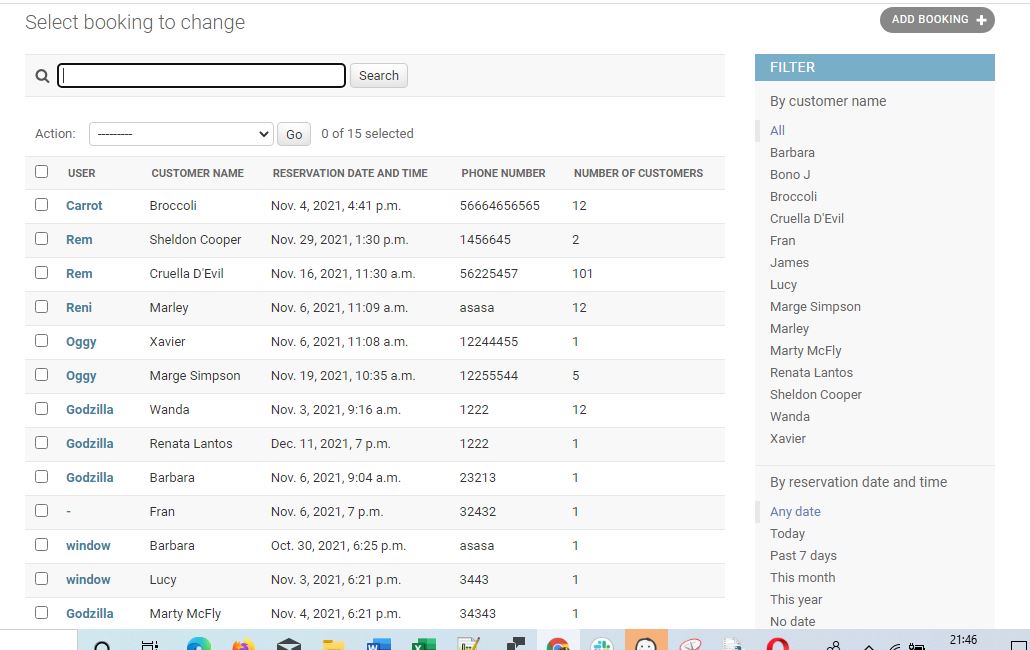 Select booking to change
ADD BOOKING +
Search
Action: --------- Go 0 of 15 selected
USER CUSTOMER NAME RESERVATION DATE AND TIME PHONE NUMBER NUMBER OF CUSTOMERS
Carrot Broccoli Nov. 4, 2021, 4:41 p.m. 56664656565 12
Rem Sheldon Cooper Nov. 29, 2021, 1:30 p.m. 1456645 2
Rem Cruella D'Evil Nov. 16, 2021, 11:30 a.m. 56225457 101
Reni Marley Nov. 6, 2021, 11:09 a.m. asasa 12
Oggy Xavier Nov. 6, 2021, 11:08 a.m. 12244455 1
Oggy Marge Simpson Nov. 19, 2021, 10:35 a.m. 12255544 5
Godzilla Wanda Nov. 3, 2021, 9:16 a.m. 1222 12
Godzilla Renata Lantos Dec. 11, 2021, 7 p.m. 1222 1
Godzilla Barbara Nov. 6, 2021, 9:04 a.m. 23213 1
- Fran Nov. 6, 2021, 7 p.m. 32432 1
window Barbara Oct. 30, 2021, 6:25 p.m. asasa 1
window Lucy Nov. 3, 2021, 6:21 p.m. 3443 1
Godzilla Marty McFly Nov. 4, 2021, 6:21 p.m. 34343 1
FILTER
By customer name
All
Barbara
Bono J
Broccoli
Cruella D'Evil
Fran
James
Lucy
Marge Simpson
Marley
Marty McFly
Renata Lantos
Sheldon Cooper
Wanda
Xavier
By reservation date and time
Any date
Today
Past 7 days
This month
This year
No date
21:46